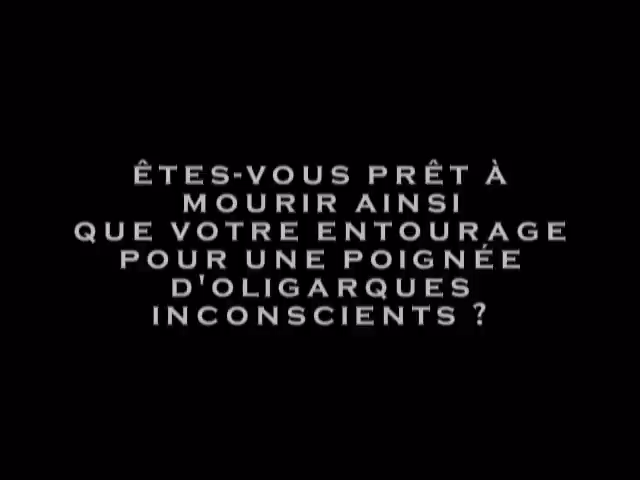 ÊTES-VOUS PRÊT À
MOURIR AINSI
QUE VOTRE ENTOURAGE
POUR UNE POIGNÉE
D'OLIGARQUES
INCONSCIENTS ?